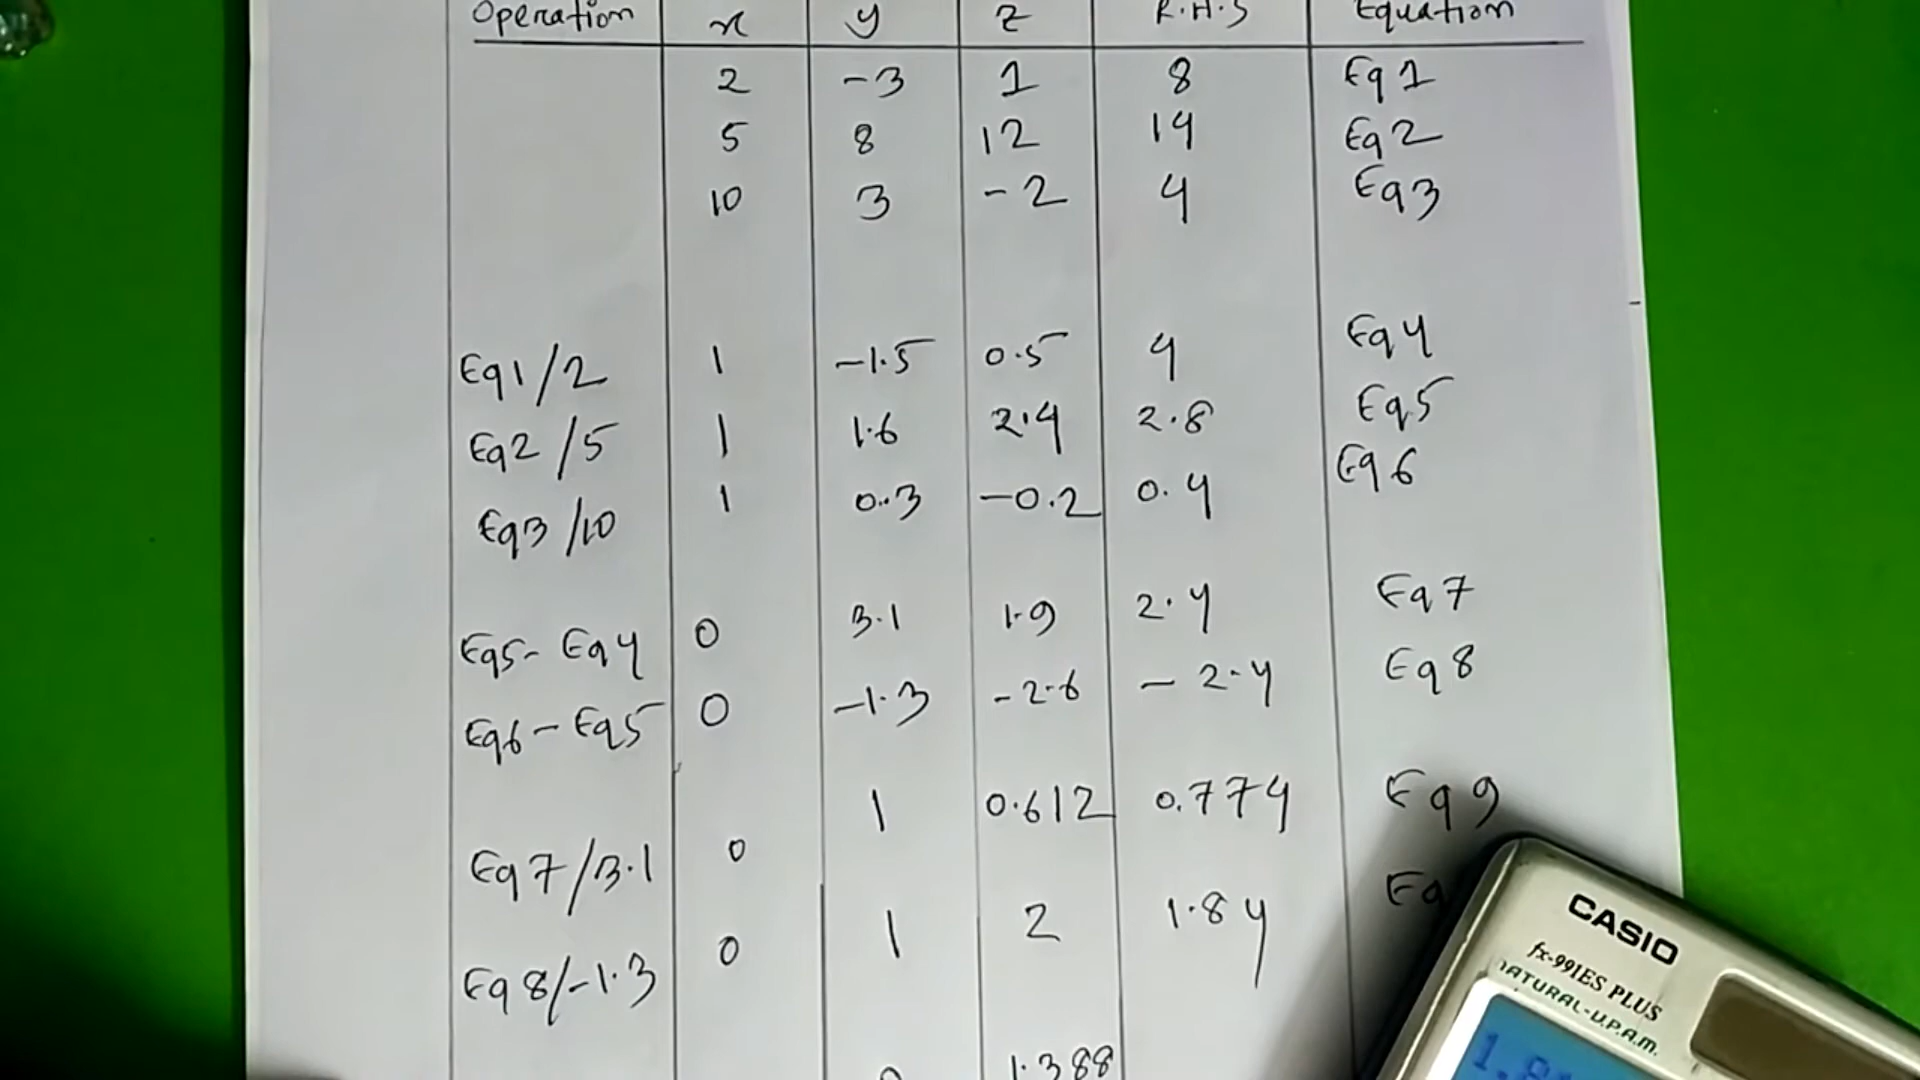 Operation x y z R.H.S Equation
2 -3 1 8 Eq1
5 8 12 14 Eq2
10 3 -2 4 Eq3
Eq1/2 1 -1.5 0.5 4 Eq4
Eq2/5 1 1.6 2.4 2.8 Eq5
Eq3/10 1 0.3 -0.2 0.4 Eq6
Eq5-Eq4 0 3.1 1.9 2.4 Eq7
Eq6-Eq5 0 -1.3 -2.6 -2.4 Eq8
Eq7/3.1 0 1 0.612 0.774 Eq9
Eq8/-1.3 0 1 2 1.84 Eq
1.388
CASIO
fx-991ES PLUS
NATURAL-V.P.A.M.